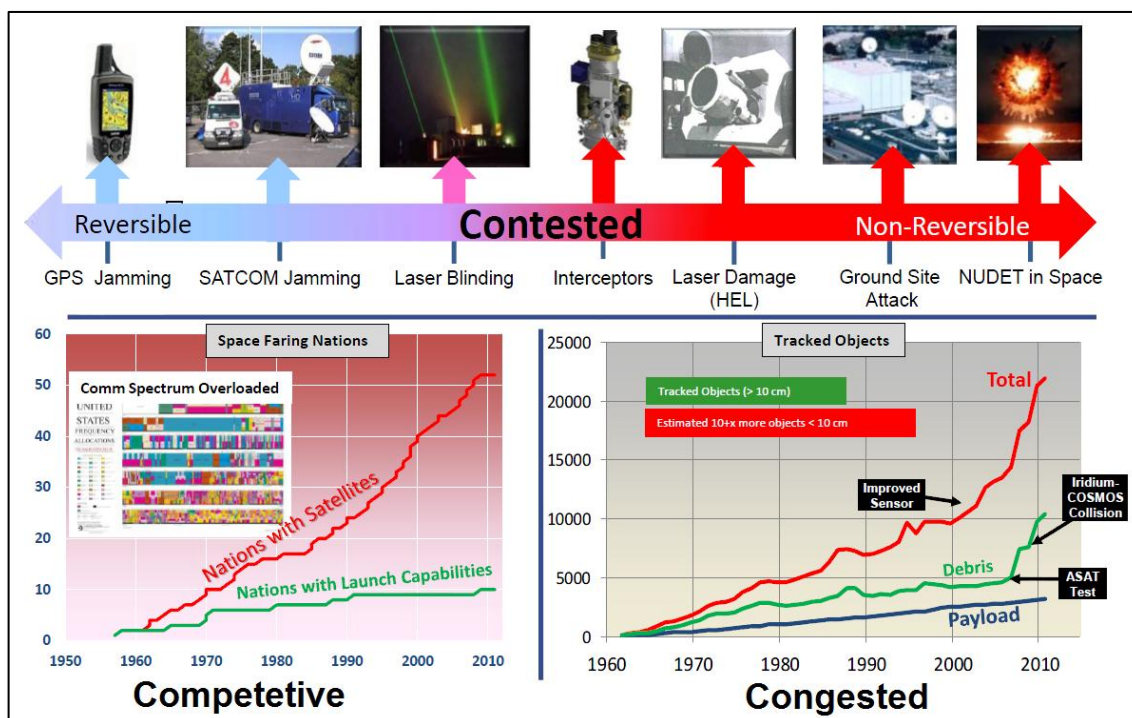 Reversible
Contested
Non-Reversible
GPS Jamming
SATCOM Jamming
Laser Blinding
Interceptors
Laser Damage
(HEL)
Ground Site
Attack
NUDET in Space
Space Faring Nations
60
50
40
30
20
10
0
Comm Spectrum Overloaded
UNITED
STATES
FREQUENCY
ALLOCATIONS
Nations with Satellites
Nations with Launch Capabilities
1950
1960
1970
1980
1990
2000
2010
Competetive
Tracked Objects
25000
20000
15000
10000
5000
0
Tracked Objects (> 10 cm)
Estimated 10+x more objects < 10 cm
Total
Improved
Sensor
Iridium-
COSMOS
Collision
Debris
ASAT
Test
Payload
1960
1970
1980
1990
2000
2010
Congested